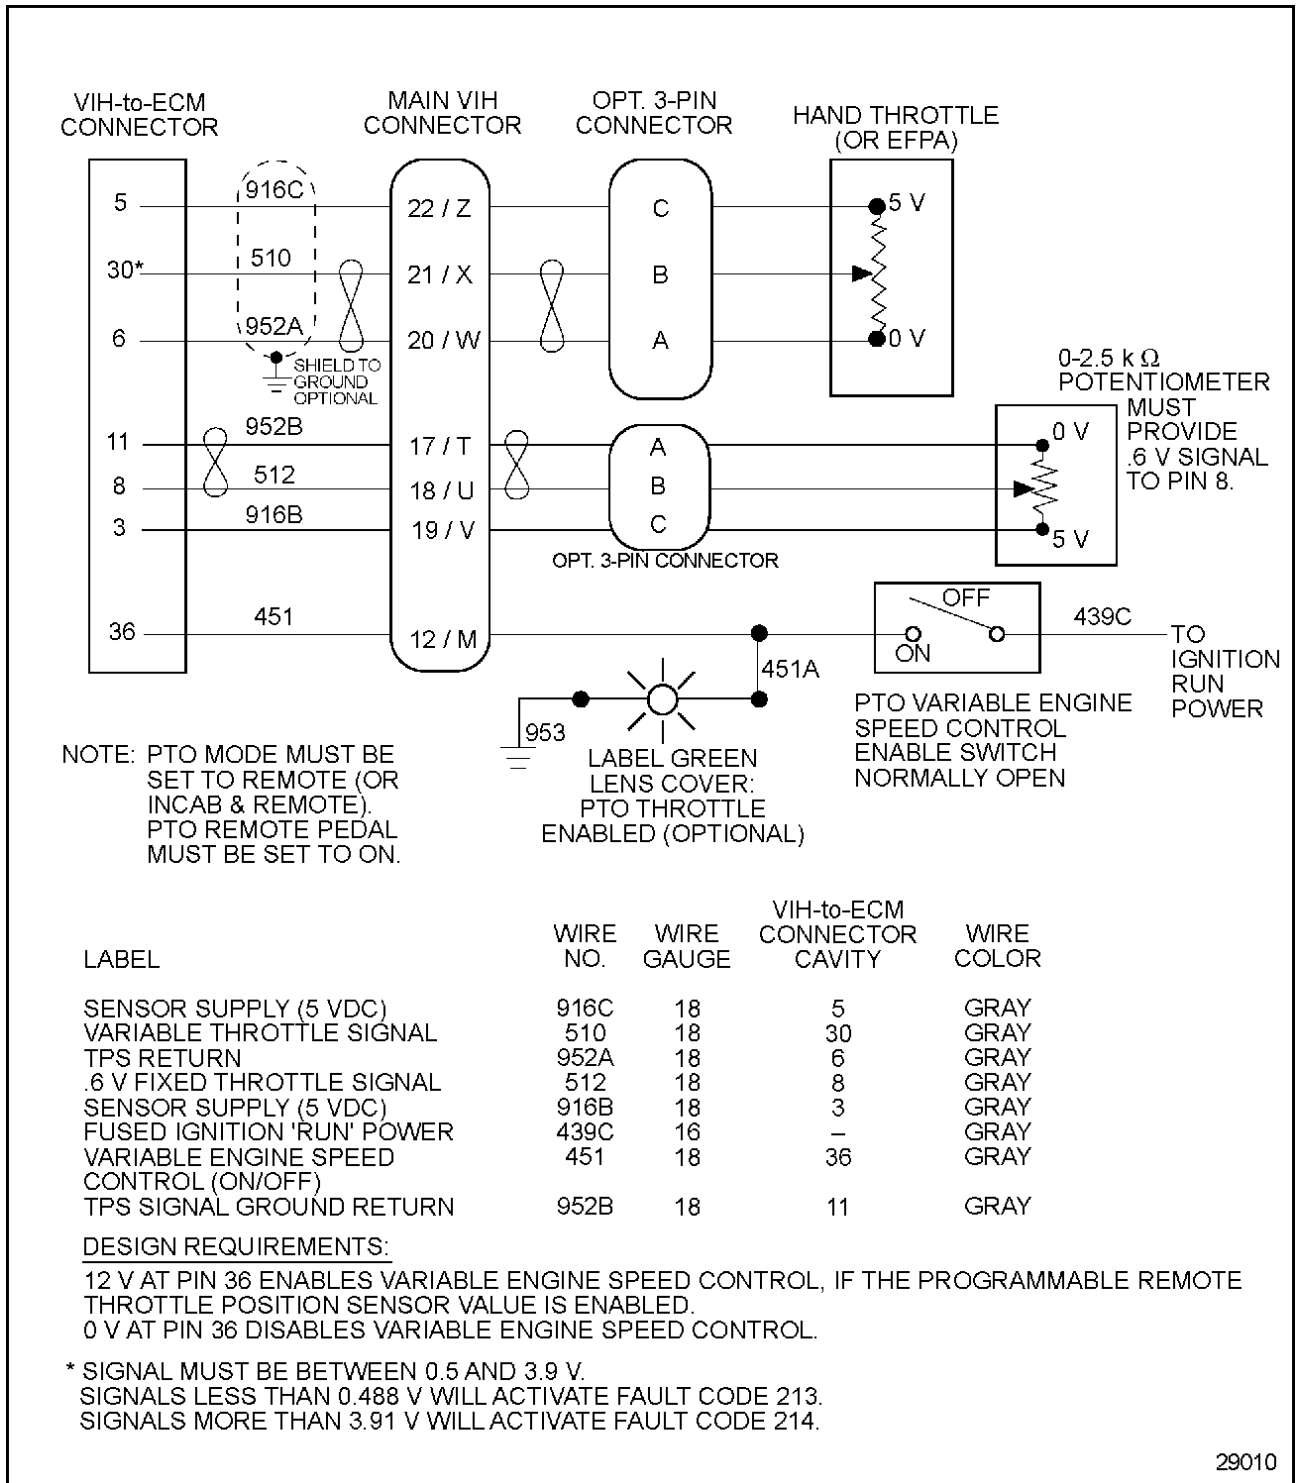 VIH-to-ECM
CONNECTOR
MAIN VIH
CONNECTOR
OPT. 3-PIN
CONNECTOR
HAND THROTTLE
(OR EFPA)
5
916C
22 / Z
C
5 V
30*
510
21 / X
B
6
952A
20 / W
A
0 V
SHIELD TO
GROUND
OPTIONAL
0-2.5 k Ω
POTENTIOMETER
MUST
PROVIDE
.6 V SIGNAL
TO PIN 8.
11
952B
17 / T
A
0 V
8
512
18 / U
B
3
916B
19 / V
C
5 V
OPT. 3-PIN CONNECTOR
36
451
12 / M
OFF
ON
439C
TO
IGNITION
RUN
POWER
451A
953
PTO VARIABLE ENGINE
SPEED CONTROL
ENABLE SWITCH
NORMALLY OPEN
LABEL GREEN
LENS COVER:
PTO THROTTLE
ENABLED (OPTIONAL)
NOTE: PTO MODE MUST BE
SET TO REMOTE (OR
INCAB & REMOTE).
PTO REMOTE PEDAL
MUST BE SET TO ON.
LABEL
WIRE
NO.
WIRE
GAUGE
VIH-to-ECM
CONNECTOR
CAVITY
WIRE
COLOR
SENSOR SUPPLY (5 VDC) 916C 18 5 GRAY
VARIABLE THROTTLE SIGNAL 510 18 30 GRAY
TPS RETURN 952A 18 6 GRAY
.6 V FIXED THROTTLE SIGNAL 512 18 8 GRAY
SENSOR SUPPLY (5 VDC) 916B 18 3 GRAY
FUSED IGNITION 'RUN' POWER 439C 16 – GRAY
VARIABLE ENGINE SPEED 451 18 36 GRAY
CONTROL (ON/OFF)
TPS SIGNAL GROUND RETURN 952B 18 11 GRAY
DESIGN REQUIREMENTS:
12 V AT PIN 36 ENABLES VARIABLE ENGINE SPEED CONTROL, IF THE PROGRAMMABLE REMOTE
THROTTLE POSITION SENSOR VALUE IS ENABLED.
0 V AT PIN 36 DISABLES VARIABLE ENGINE SPEED CONTROL.
* SIGNAL MUST BE BETWEEN 0.5 AND 3.9 V.
SIGNALS LESS THAN 0.488 V WILL ACTIVATE FAULT CODE 213.
SIGNALS MORE THAN 3.91 V WILL ACTIVATE FAULT CODE 214.
29010